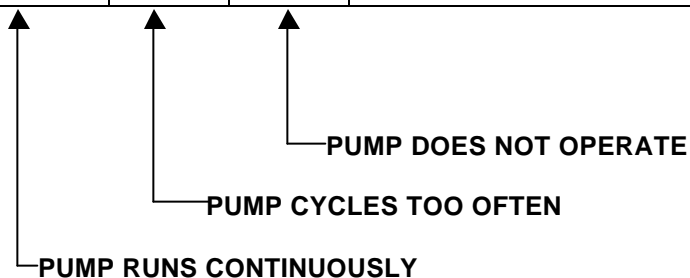 PUMP DOES NOT OPERATE
PUMP CYCLES TOO OFTEN
PUMP RUNS CONTINUOUSLY